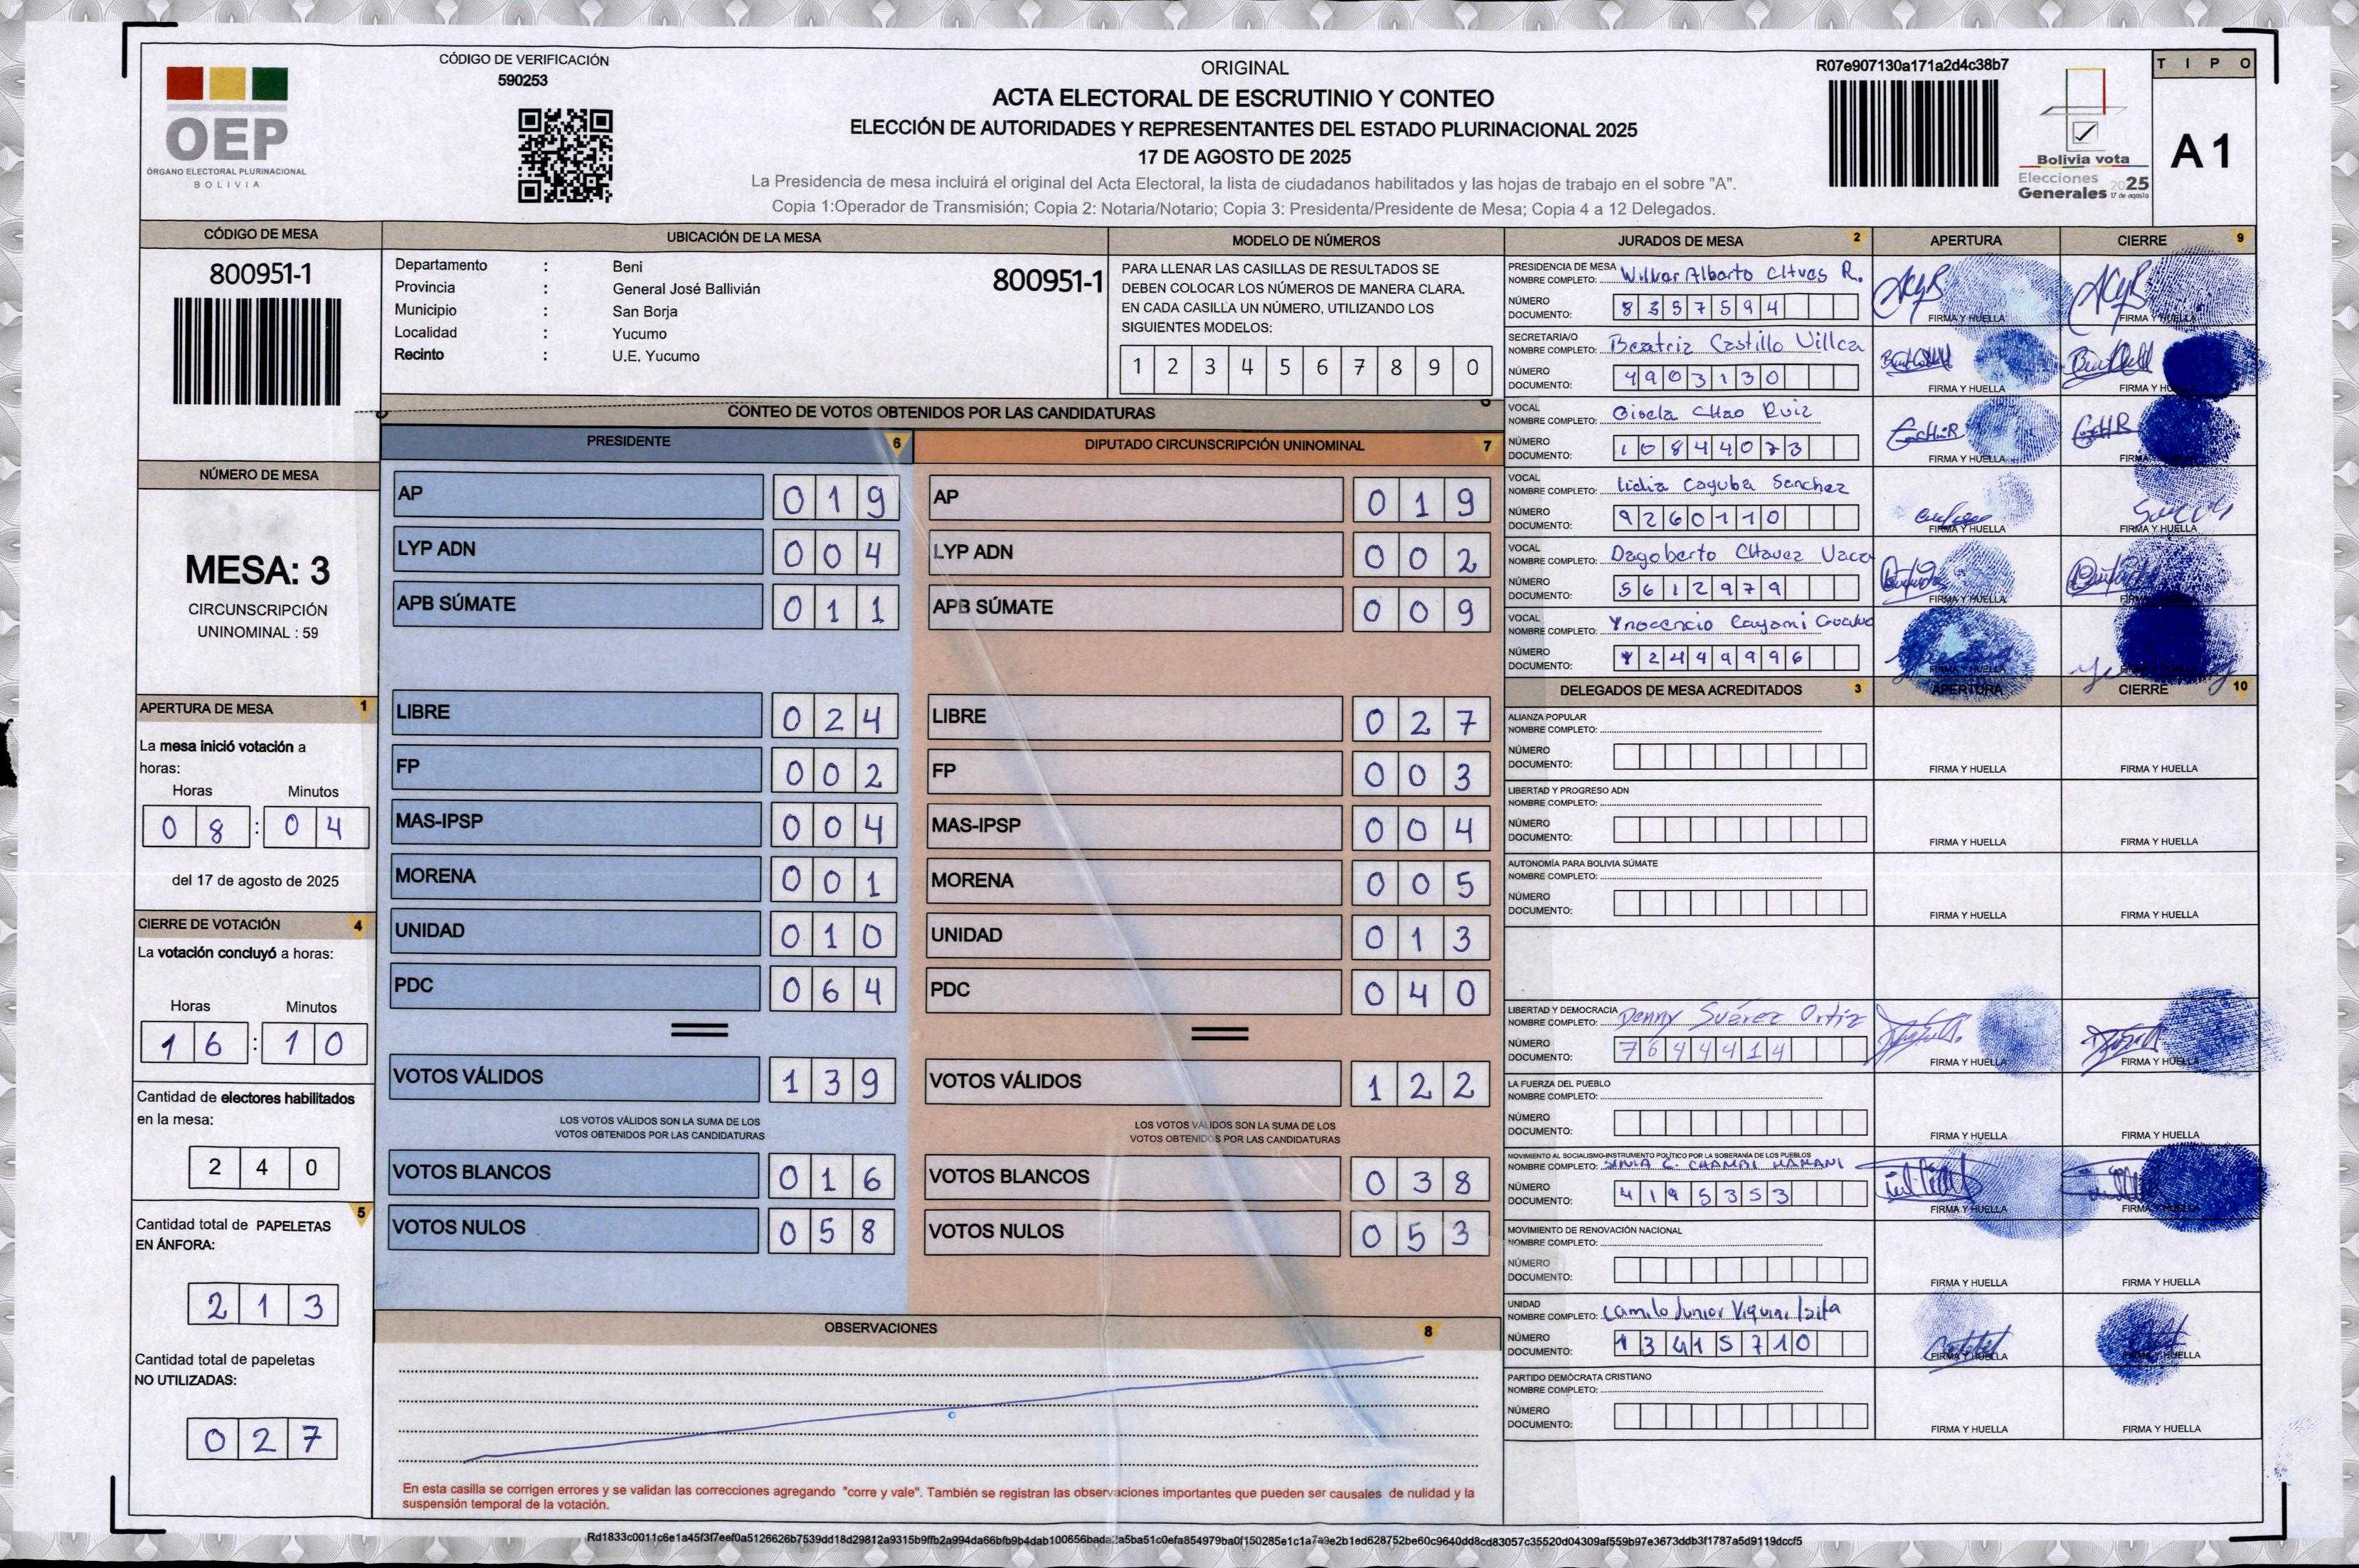 CÓDIGO DE VERIFICACIÓN
590253
OEP
ÓRGANO ELECTORAL PLURINACIONAL
BOLIVIA
ORIGINAL
ACTA ELECTORAL DE ESCRUTINIO Y CONTEO
ELECCIÓN DE AUTORIDADES Y REPRESENTANTES DEL ESTADO PLURINACIONAL 2025
17 DE AGOSTO DE 2025
La Presidencia de mesa incluirá el original del Acta Electoral, la lista de ciudadanos habilitados y las hojas de trabajo en el sobre "A".
Copia 1:Operador de Transmisión; Copia 2: Notaria/Notario; Copia 3: Presidenta/Presidente de Mesa; Copia 4 a 12 Delegados.
R07e907130a171a2d4c38b7
Bolivia vota
Elecciones
Generales 2025
17 de agosto
TIPO
A 1
CÓDIGO DE MESA
800951-1
NÚMERO DE MESA
MESA: 3
CIRCUNSCRIPCIÓN
UNINOMINAL : 59
APERTURA DE MESA 1
La mesa inició votación a
horas:
Horas Minutos
08 : 04
del 17 de agosto de 2025
CIERRE DE VOTACIÓN 4
La votación concluyó a horas:
Horas Minutos
16 : 10
Cantidad de electores habilitados
en la mesa:
240
5
Cantidad total de PAPELETAS
EN ÁNFORA:
213
Cantidad total de papeletas
NO UTILIZADAS:
027
UBICACIÓN DE LA MESA
Departamento : Beni
800951-1
Provincia : General José Ballivián
Municipio : San Borja
Localidad : Yucumo
Recinto : U.E. Yucumo
MODELO DE NÚMEROS
PARA LLENAR LAS CASILLAS DE RESULTADOS SE
DEBEN COLOCAR LOS NÚMEROS DE MANERA CLARA.
EN CADA CASILLA UN NÚMERO, UTILIZANDO LOS
SIGUIENTES MODELOS:
1 2 3 4 5 6 7 8 9 0
CONTEO DE VOTOS OBTENIDOS POR LAS CANDIDATURAS
PRESIDENTE 6
AP 019
LYP ADN 004
APB SÚMATE 011
LIBRE 024
FP 002
MAS-IPSP 004
MORENA 001
UNIDAD 010
PDC 064
VOTOS VÁLIDOS 139
LOS VOTOS VÁLIDOS SON LA SUMA DE LOS
VOTOS OBTENIDOS POR LAS CANDIDATURAS
VOTOS BLANCOS 016
VOTOS NULOS 058
DIPUTADO CIRCUNSCRIPCIÓN UNINOMINAL 7
AP 019
LYP ADN 002
APB SÚMATE 009
LIBRE 027
FP 003
MAS-IPSP 004
MORENA 005
UNIDAD 013
PDC 040
VOTOS VÁLIDOS 122
LOS VOTOS VÁLIDOS SON LA SUMA DE LOS
VOTOS OBTENIDOS POR LAS CANDIDATURAS
VOTOS BLANCOS 038
VOTOS NULOS 053
OBSERVACIONES 8
En esta casilla se corrigen errores y se validan las correcciones agregando "corre y vale". También se registran las observaciones importantes que pueden ser causales de nulidad y la
suspensión temporal de la votación.
JURADOS DE MESA 2 APERTURA CIERRE 9
PRESIDENCIA DE MESA
NOMBRE COMPLETO: Alberto R.
NÚMERO
DOCUMENTO: 8357594
FIRMA Y HUELLA FIRMA Y HUELLA
SECRETARIA/O
NOMBRE COMPLETO: Beatriz Castillo Villca
NÚMERO
DOCUMENTO: 4903130
FIRMA Y HUELLA FIRMA Y HUELLA
VOCAL
NOMBRE COMPLETO: Gisela Chao Ruiz
NÚMERO
DOCUMENTO: 10844073
FIRMA Y HUELLA FIRMA
VOCAL
NOMBRE COMPLETO: Lidia Cayuba Sanchez
NÚMERO
DOCUMENTO: 9260110
FIRMA Y HUELLA FIRMA Y HUELLA
VOCAL
NOMBRE COMPLETO: Dagoberto Chavez Vaca
NÚMERO
DOCUMENTO: 5612979
FIRMA Y HUELLA FIRMA Y HUELLA
VOCAL
NOMBRE COMPLETO: Ynocencio Cayami
NÚMERO
DOCUMENTO: 12449996
FIRMA Y HUELLA
DELEGADOS DE MESA ACREDITADOS 3 APERTURA CIERRE 10
ALIANZA POPULAR
NOMBRE COMPLETO:
NÚMERO
DOCUMENTO:
FIRMA Y HUELLA FIRMA Y HUELLA
LIBERTAD Y PROGRESO ADN
NOMBRE COMPLETO:
NÚMERO
DOCUMENTO:
FIRMA Y HUELLA FIRMA Y HUELLA
AUTONOMÍA PARA BOLIVIA SÚMATE
NOMBRE COMPLETO:
NÚMERO
DOCUMENTO:
FIRMA Y HUELLA FIRMA Y HUELLA
LIBERTAD Y DEMOCRACIA
NOMBRE COMPLETO: Denny Suárez Ortiz
NÚMERO
DOCUMENTO: 7644414
FIRMA Y HUELLA FIRMA Y HUELLA
LA FUERZA DEL PUEBLO
NOMBRE COMPLETO:
NÚMERO
DOCUMENTO:
FIRMA Y HUELLA FIRMA Y HUELLA
MOVIMIENTO AL SOCIALISMO-INSTRUMENTO POLÍTICO POR LA SOBERANÍA DE LOS PUEBLOS
NOMBRE COMPLETO: C. CHAMBI MAMANI
NÚMERO
DOCUMENTO: 4195353
FIRMA Y HUELLA FIRMA Y HUELLA
MOVIMIENTO DE RENOVACIÓN NACIONAL
NOMBRE COMPLETO:
NÚMERO
DOCUMENTO:
FIRMA Y HUELLA FIRMA Y HUELLA
UNIDAD
NOMBRE COMPLETO: Camilo Junior
NÚMERO
DOCUMENTO: 13415710
FIRMA Y HUELLA FIRMA Y HUELLA
PARTIDO DEMÓCRATA CRISTIANO
NOMBRE COMPLETO:
NÚMERO
DOCUMENTO:
FIRMA Y HUELLA FIRMA Y HUELLA